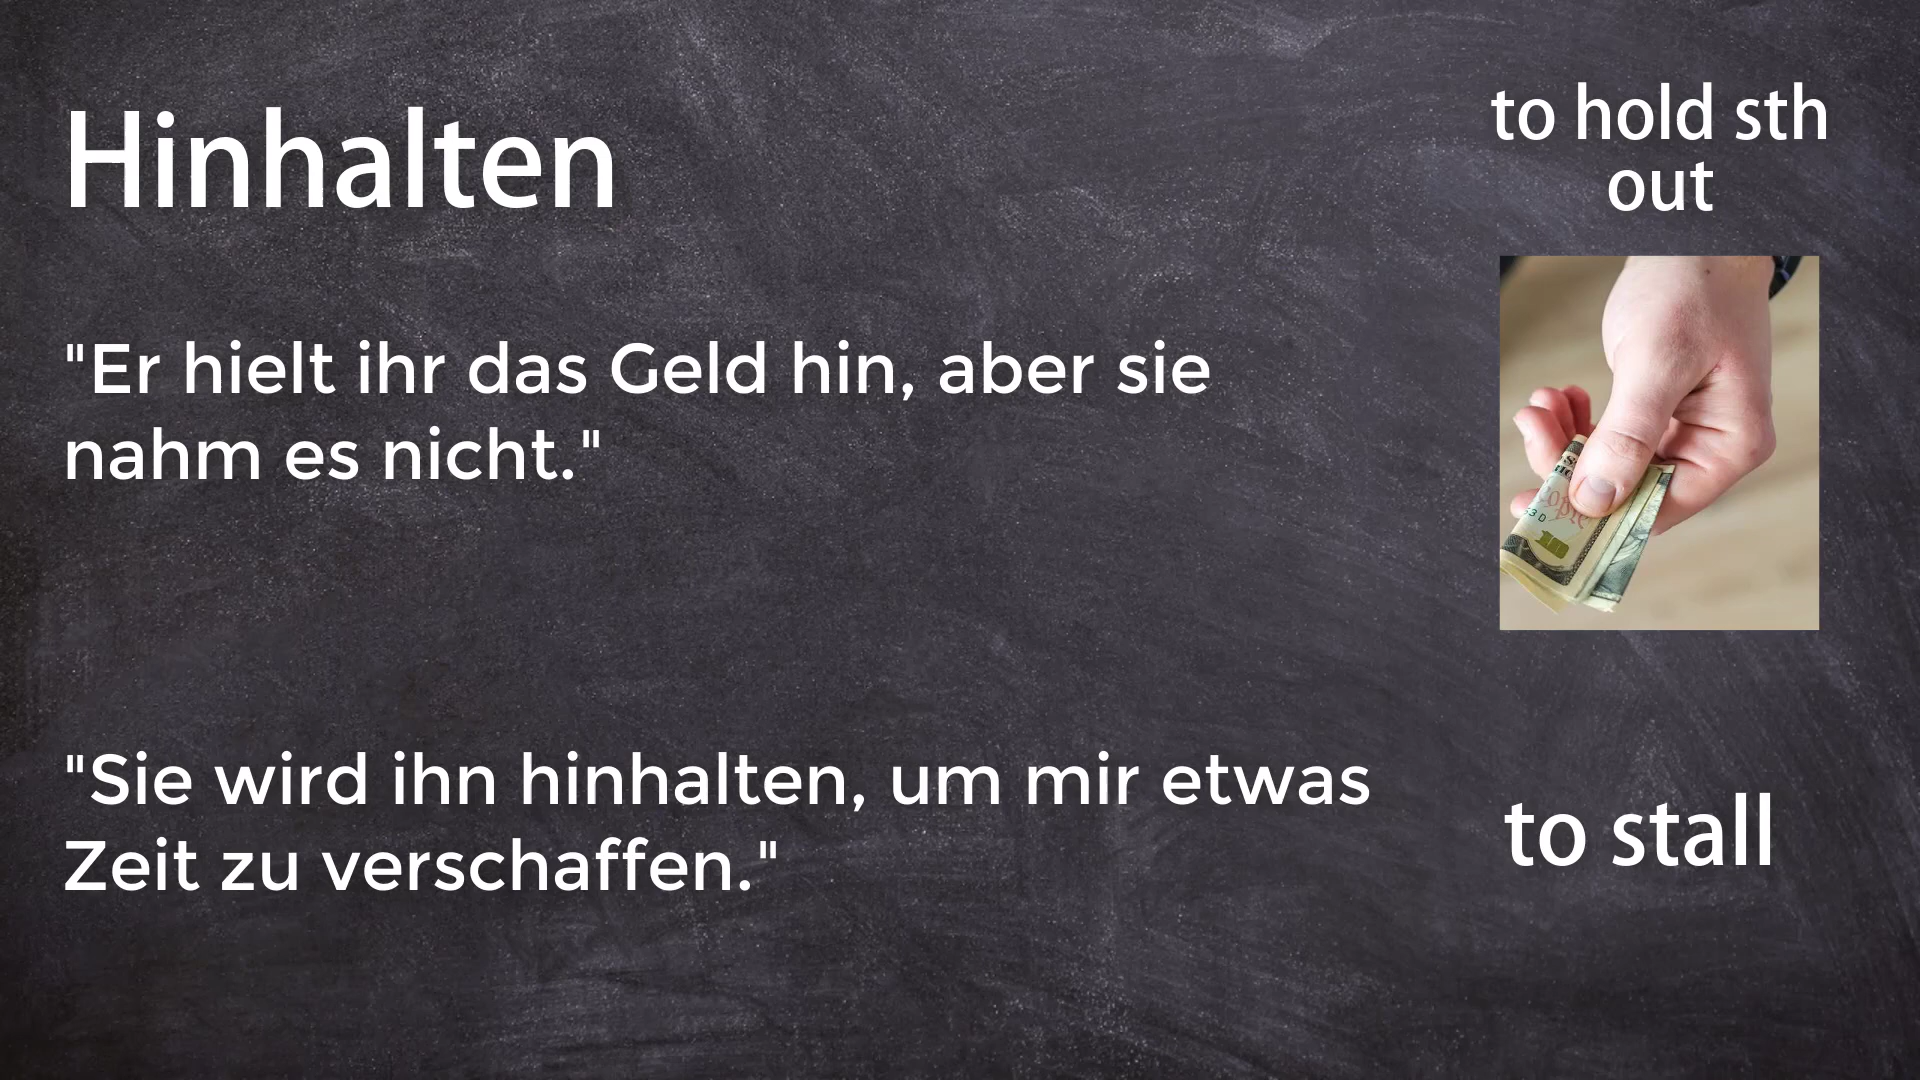 Hinhalten
to hold sth
out
"Er hielt ihr das Geld hin, aber sie
nahm es nicht."
"Sie wird ihn hinhalten, um mir etwas
Zeit zu verschaffen."
to stall